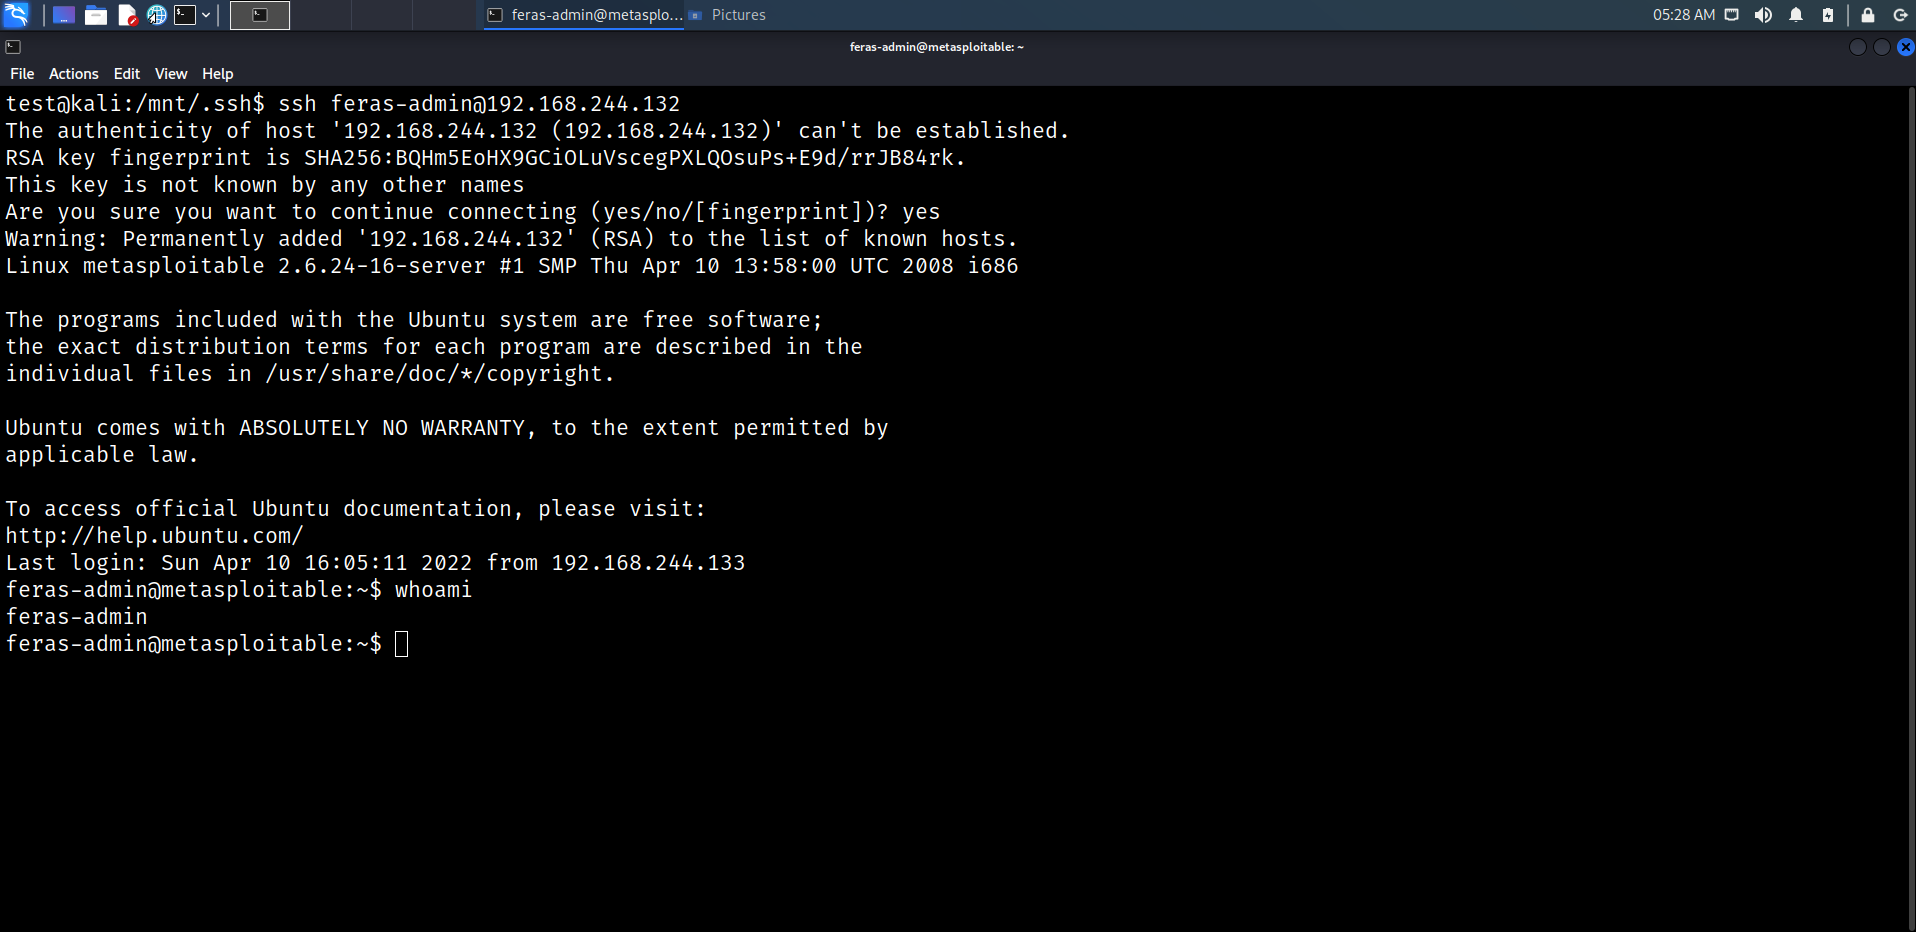 feras-admin@metasplo... Pictures 05:28 AM
feras-admin@metasploitable: ~
File Actions Edit View Help
test@kali:/mnt/.ssh$ ssh feras-admin@192.168.244.132
The authenticity of host '192.168.244.132 (192.168.244.132)' can't be established.
RSA key fingerprint is SHA256:BQHm5EoHX9GCiOLuVscegPXLQOsuPs+E9d/rrJB84rk.
This key is not known by any other names
Are you sure you want to continue connecting (yes/no/[fingerprint])? yes
Warning: Permanently added '192.168.244.132' (RSA) to the list of known hosts.
Linux metasploitable 2.6.24-16-server #1 SMP Thu Apr 10 13:58:00 UTC 2008 i686
The programs included with the Ubuntu system are free software;
the exact distribution terms for each program are described in the
individual files in /usr/share/doc/*/copyright.
Ubuntu comes with ABSOLUTELY NO WARRANTY, to the extent permitted by
applicable law.
To access official Ubuntu documentation, please visit:
http://help.ubuntu.com/
Last login: Sun Apr 10 16:05:11 2022 from 192.168.244.133
feras-admin@metasploitable:~$ whoami
feras-admin
feras-admin@metasploitable:~$